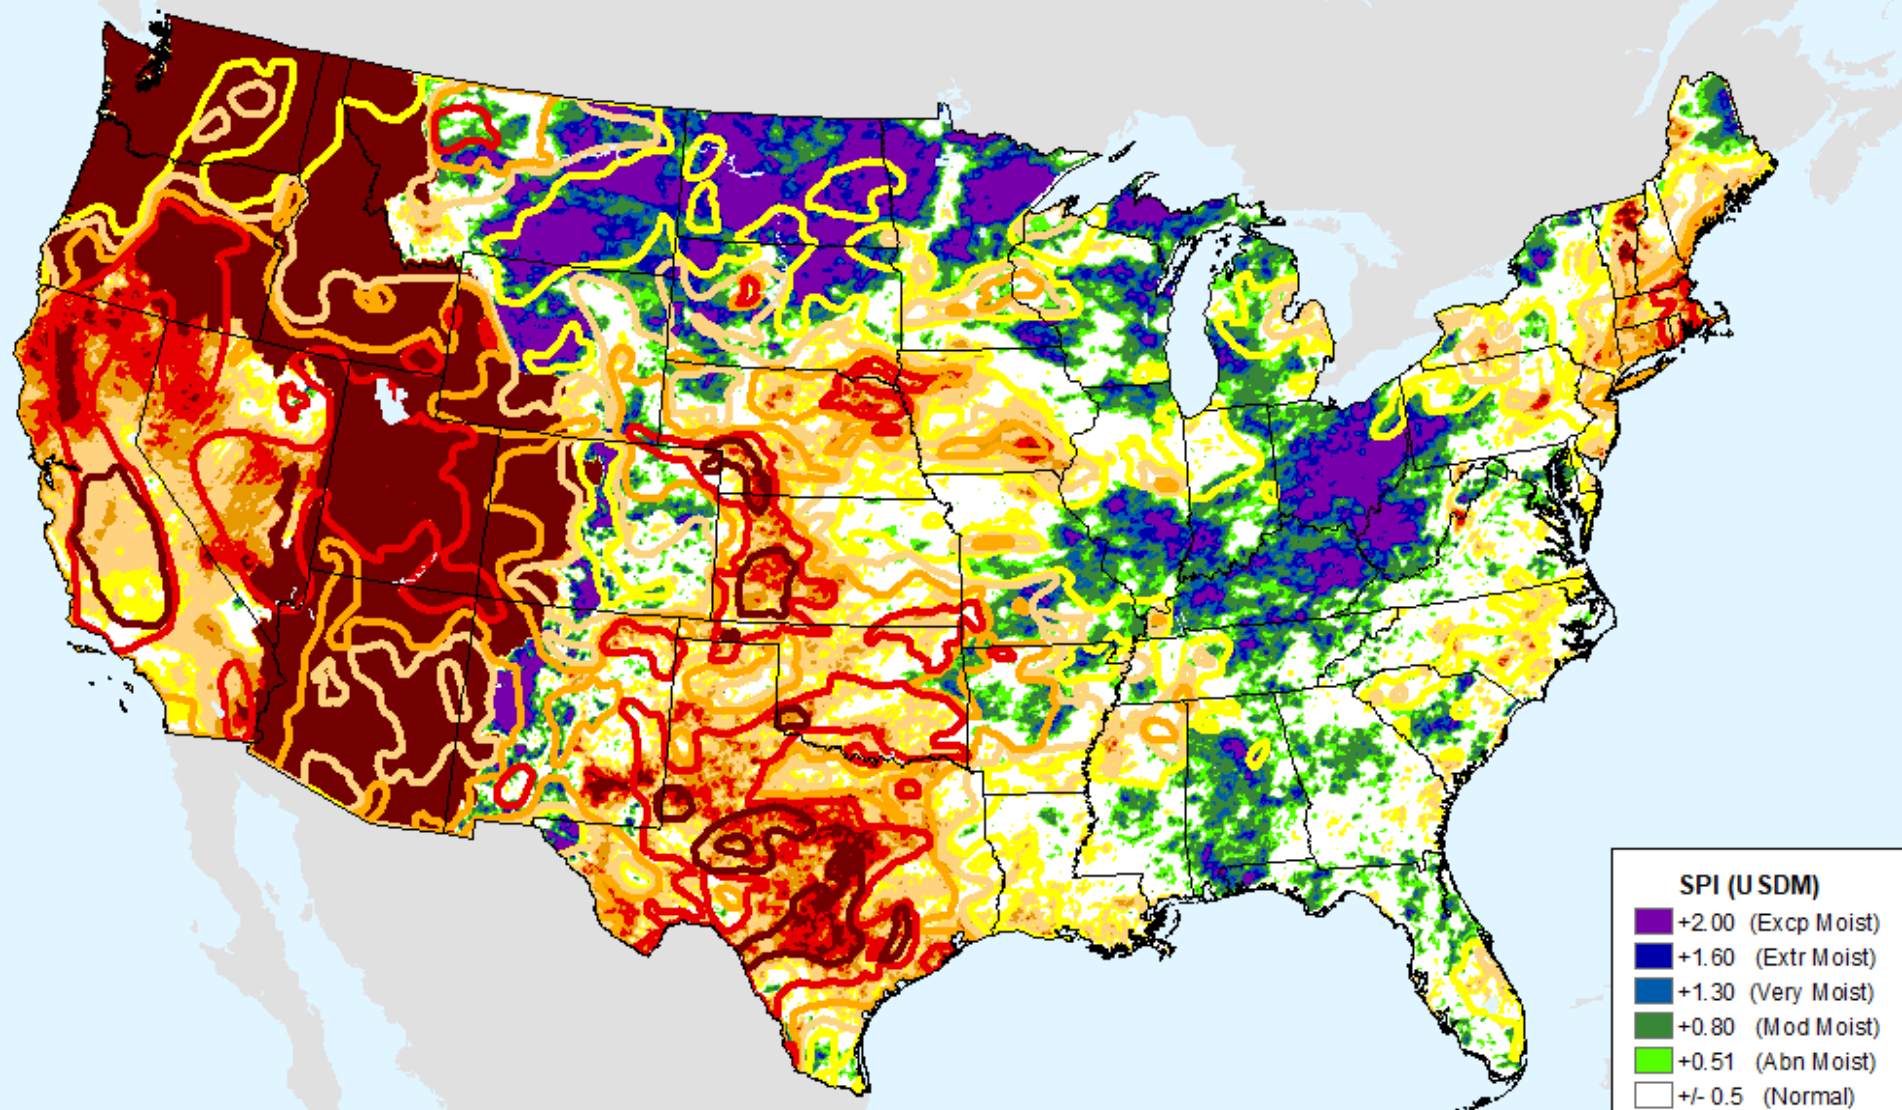 SPI (USDM)
+2.00 (Excp Moist)
+1.60 (Extr Moist)
+1.30 (Very Moist)
+0.80 (Mod Moist)
+0.51 (Abn Moist)
+/- 0.5 (Normal)